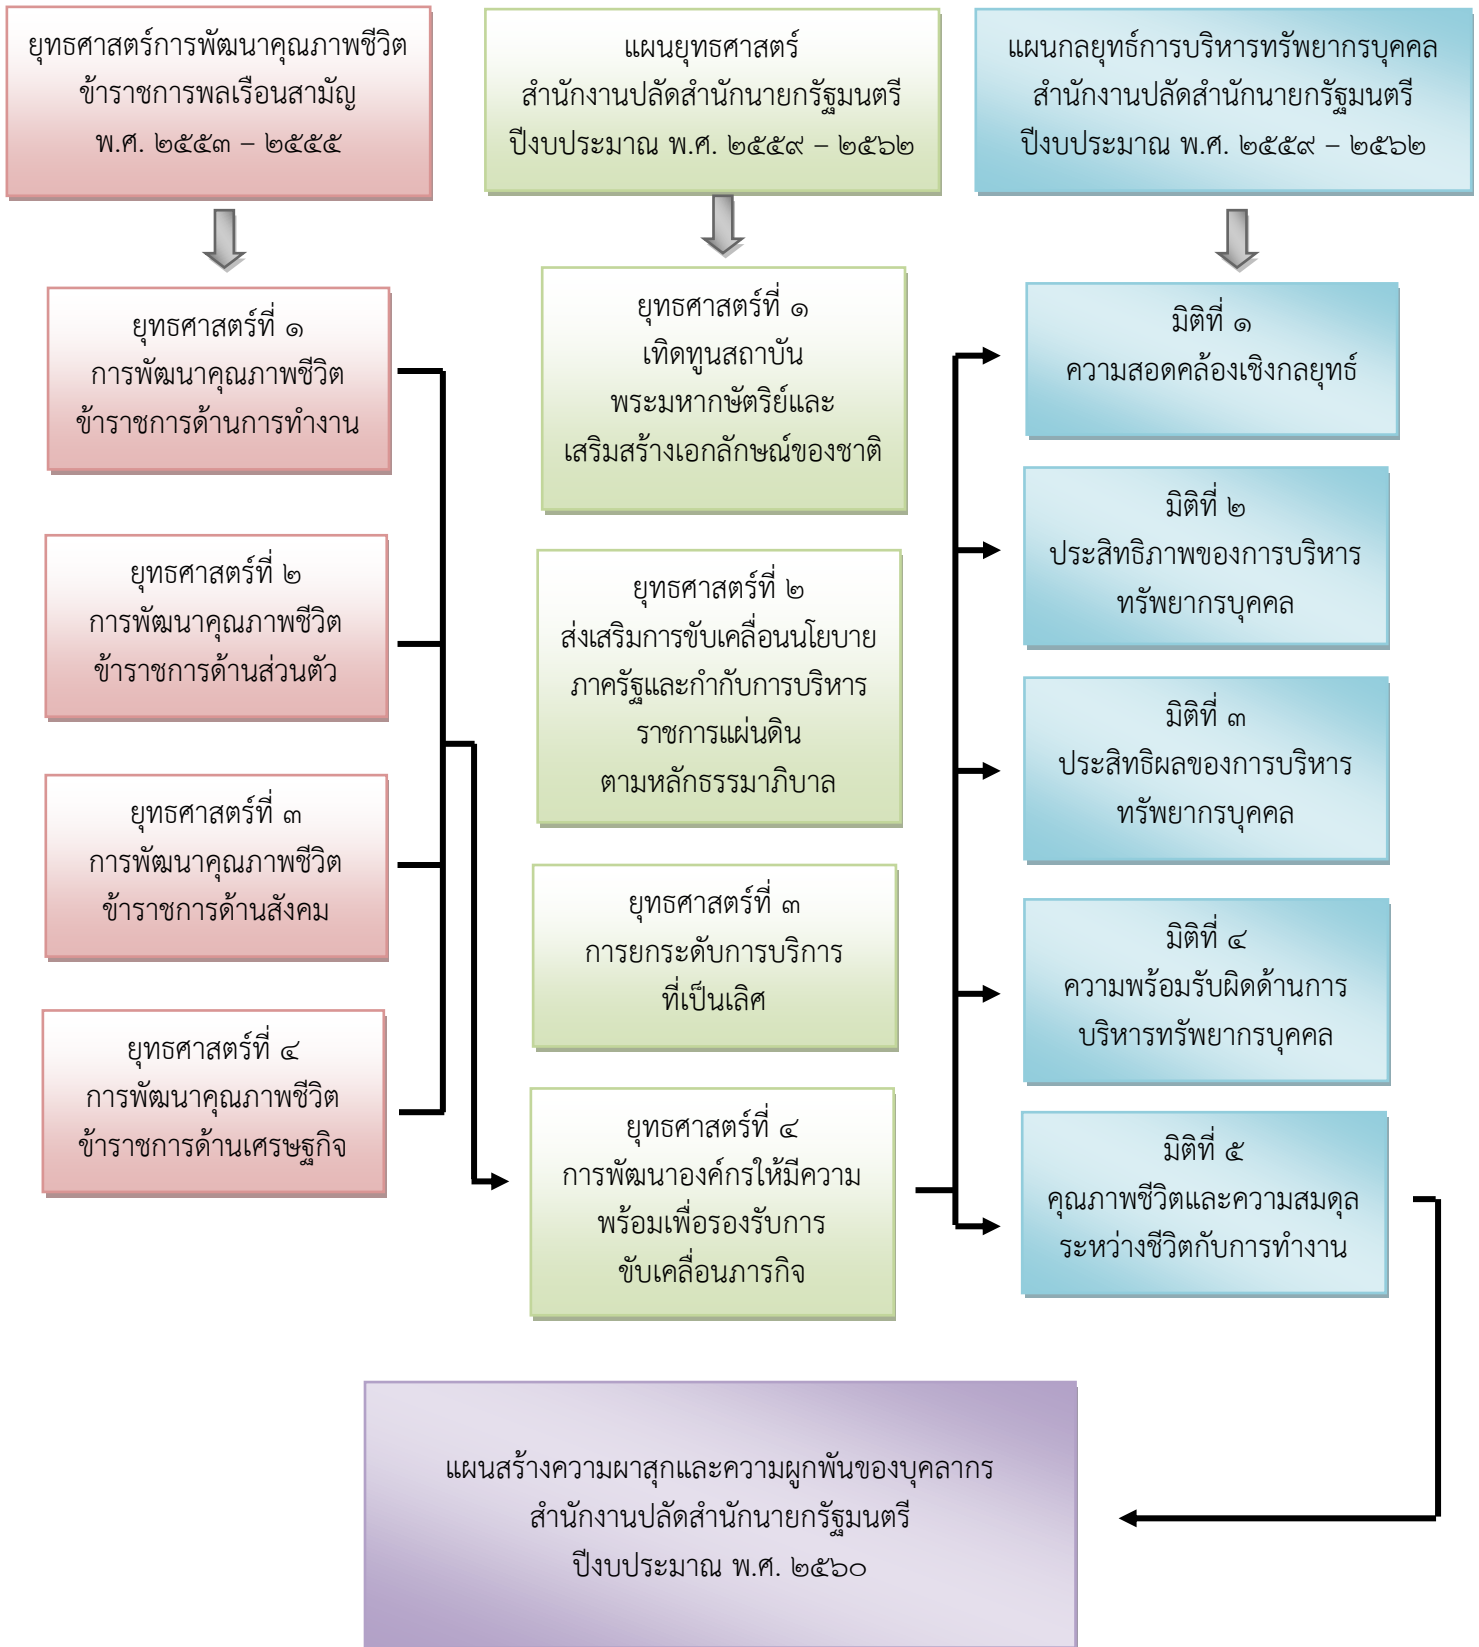 ยุทธศาสตร์การพัฒนาคุณภาพชีวิต
ข้าราชการพลเรือนสามัญ
พ.ศ. ๒๕๕๓ – ๒๕๕๕
ยุทธศาสตร์ที่ ๑
การพัฒนาคุณภาพชีวิต
ข้าราชการด้านการทำงาน
ยุทธศาสตร์ที่ ๒
การพัฒนาคุณภาพชีวิต
ข้าราชการด้านส่วนตัว
ยุทธศาสตร์ที่ ๓
การพัฒนาคุณภาพชีวิต
ข้าราชการด้านสังคม
ยุทธศาสตร์ที่ ๔
การพัฒนาคุณภาพชีวิต
ข้าราชการด้านเศรษฐกิจ
แผนยุทธศาสตร์
สำนักงานปลัดสำนักนายกรัฐมนตรี
ปีงบประมาณ พ.ศ. ๒๕๕๙ – ๒๕๖๒
ยุทธศาสตร์ที่ ๑
เทิดทูนสถาบัน
พระมหากษัตริย์และ
เสริมสร้างเอกลักษณ์ของชาติ
ยุทธศาสตร์ที่ ๒
ส่งเสริมการขับเคลื่อนนโยบาย
ภาครัฐและกำกับการบริหาร
ราชการแผ่นดิน
ตามหลักธรรมาภิบาล
ยุทธศาสตร์ที่ ๓
การยกระดับการบริการ
ที่เป็นเลิศ
ยุทธศาสตร์ที่ ๔
การพัฒนาองค์กรให้มีความ
พร้อมเพื่อรองรับการ
ขับเคลื่อนภารกิจ
แผนกลยุทธ์การบริหารทรัพยากรบุคคล
สำนักงานปลัดสำนักนายกรัฐมนตรี
ปีงบประมาณ พ.ศ. ๒๕๕๙ – ๒๕๖๒
มิติที่ ๑
ความสอดคล้องเชิงกลยุทธ์
มิติที่ ๒
ประสิทธิภาพของการบริหาร
ทรัพยากรบุคคล
มิติที่ ๓
ประสิทธิผลของการบริหาร
ทรัพยากรบุคคล
มิติที่ ๔
ความพร้อมรับผิดด้านการ
บริหารทรัพยากรบุคคล
มิติที่ ๕
คุณภาพชีวิตและความสมดุล
ระหว่างชีวิตกับการทำงาน
แผนสร้างความผาสุกและความผูกพันของบุคลากร
สำนักงานปลัดสำนักนายกรัฐมนตรี
ปีงบประมาณ พ.ศ. ๒๕๖๐